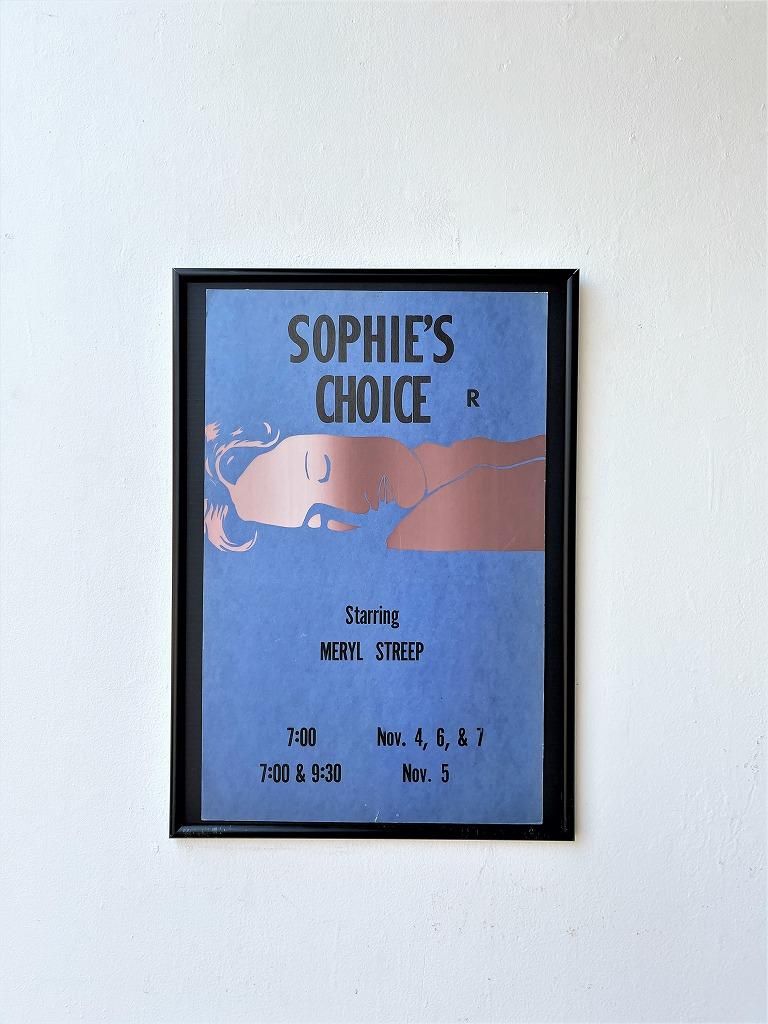 SOPHIE'S
CHOICE R
Starring
MERYL STREEP
7:00 Nov. 4, 6, & 7
7:00 & 9:30 Nov. 5